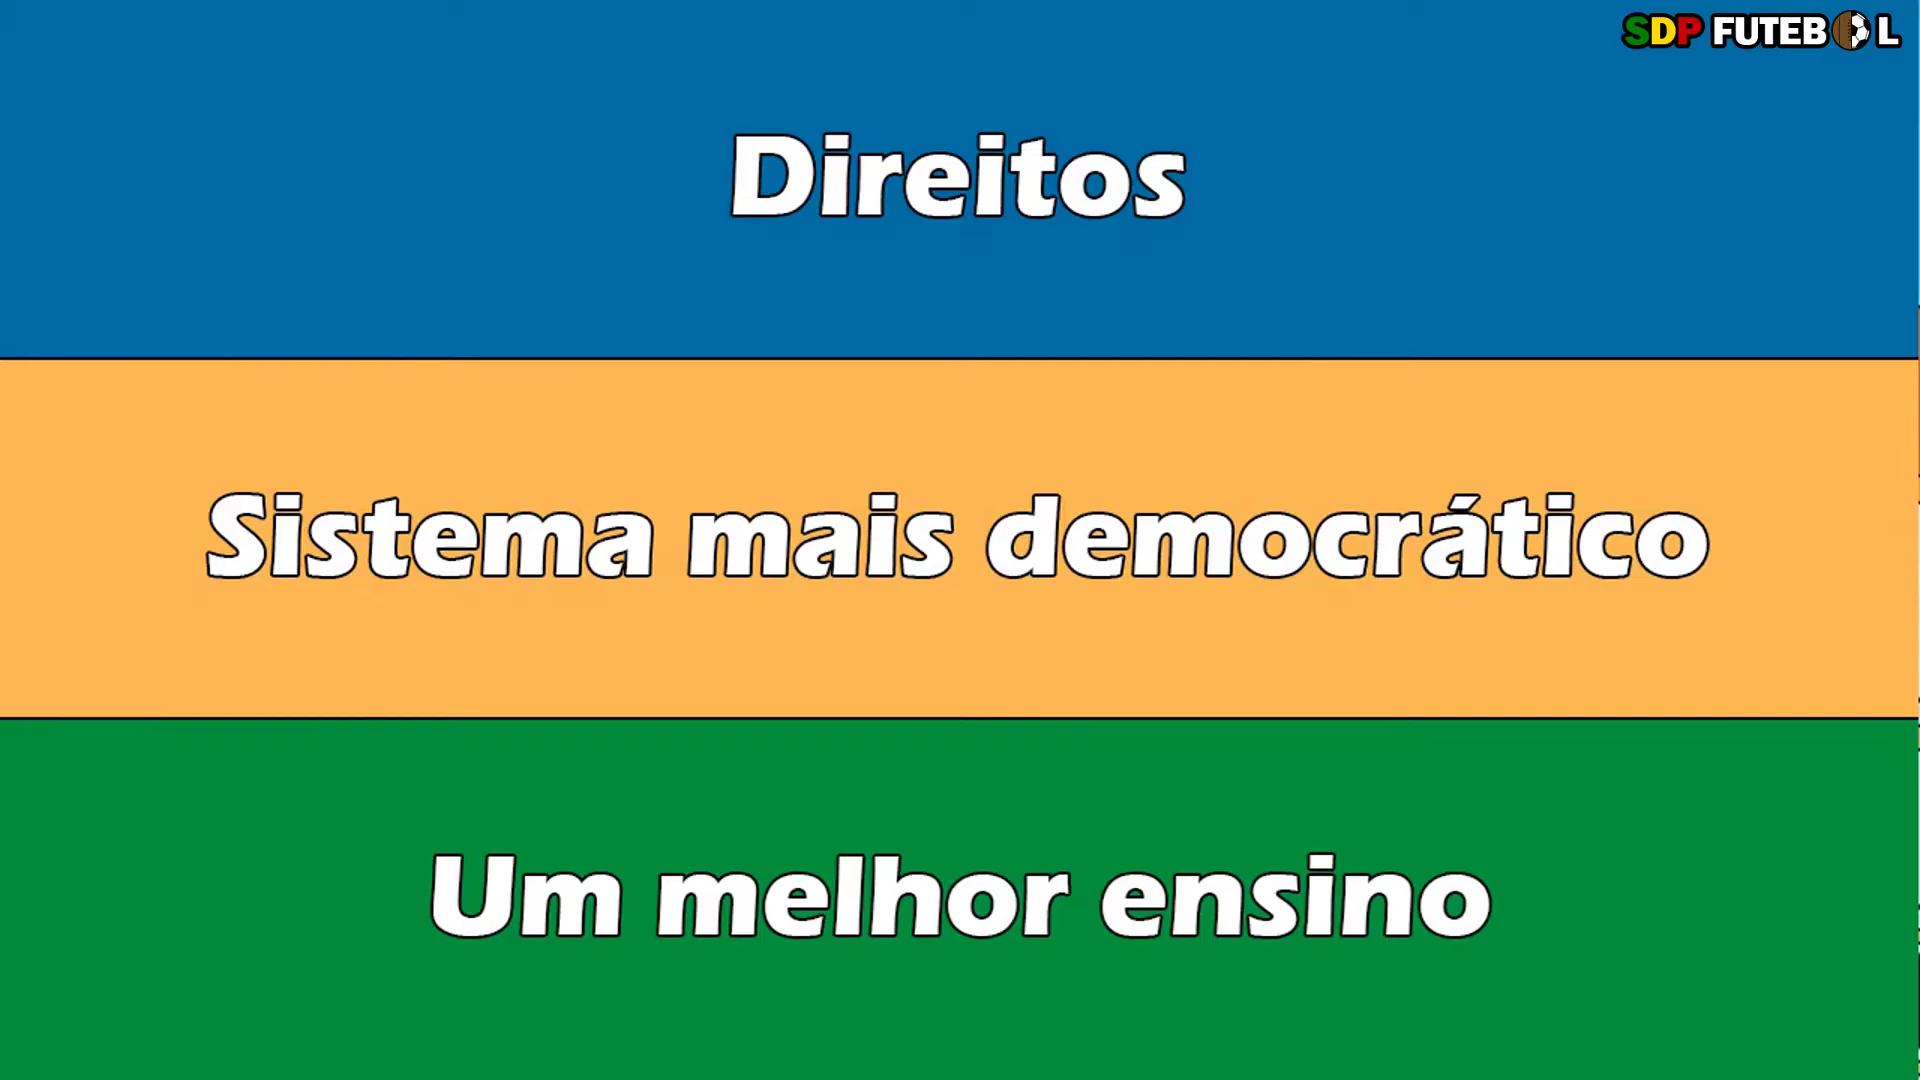 SDP FUTEBOL
Direitos
Sistema mais democrático
Um melhor ensino